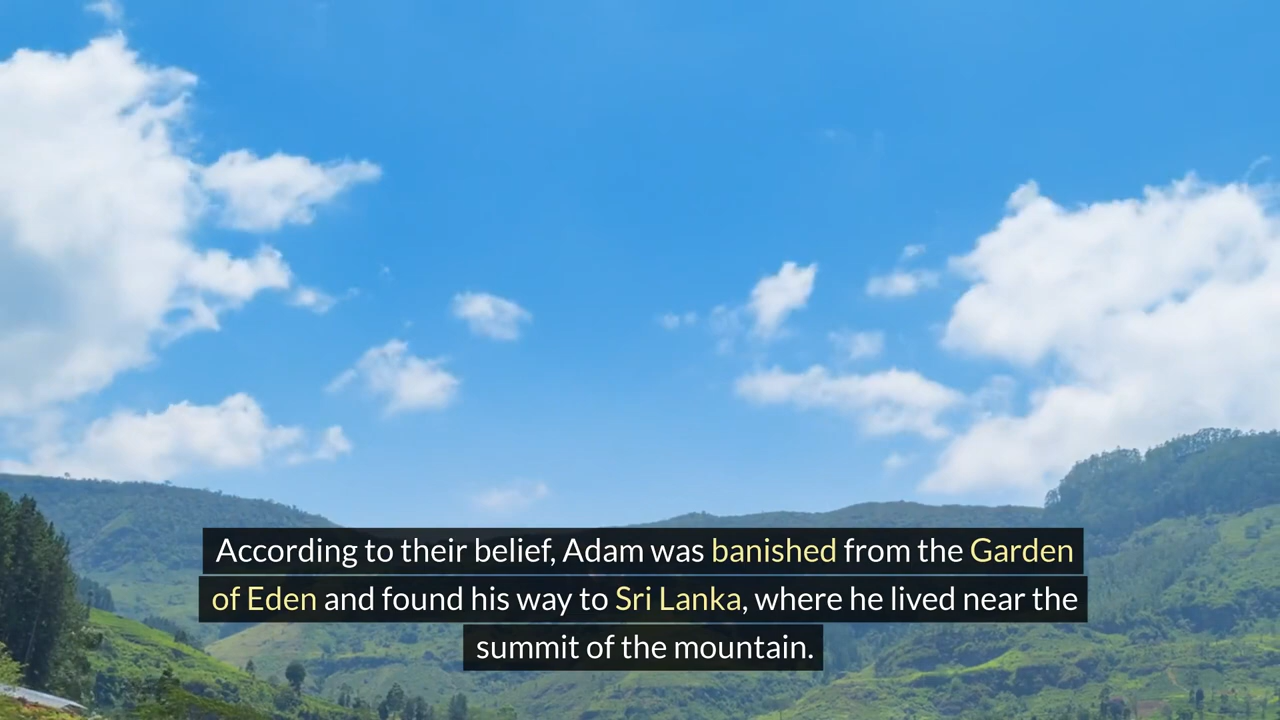 According to their belief, Adam was banished from the Garden
of Eden and found his way to Sri Lanka, where he lived near the
summit of the mountain.